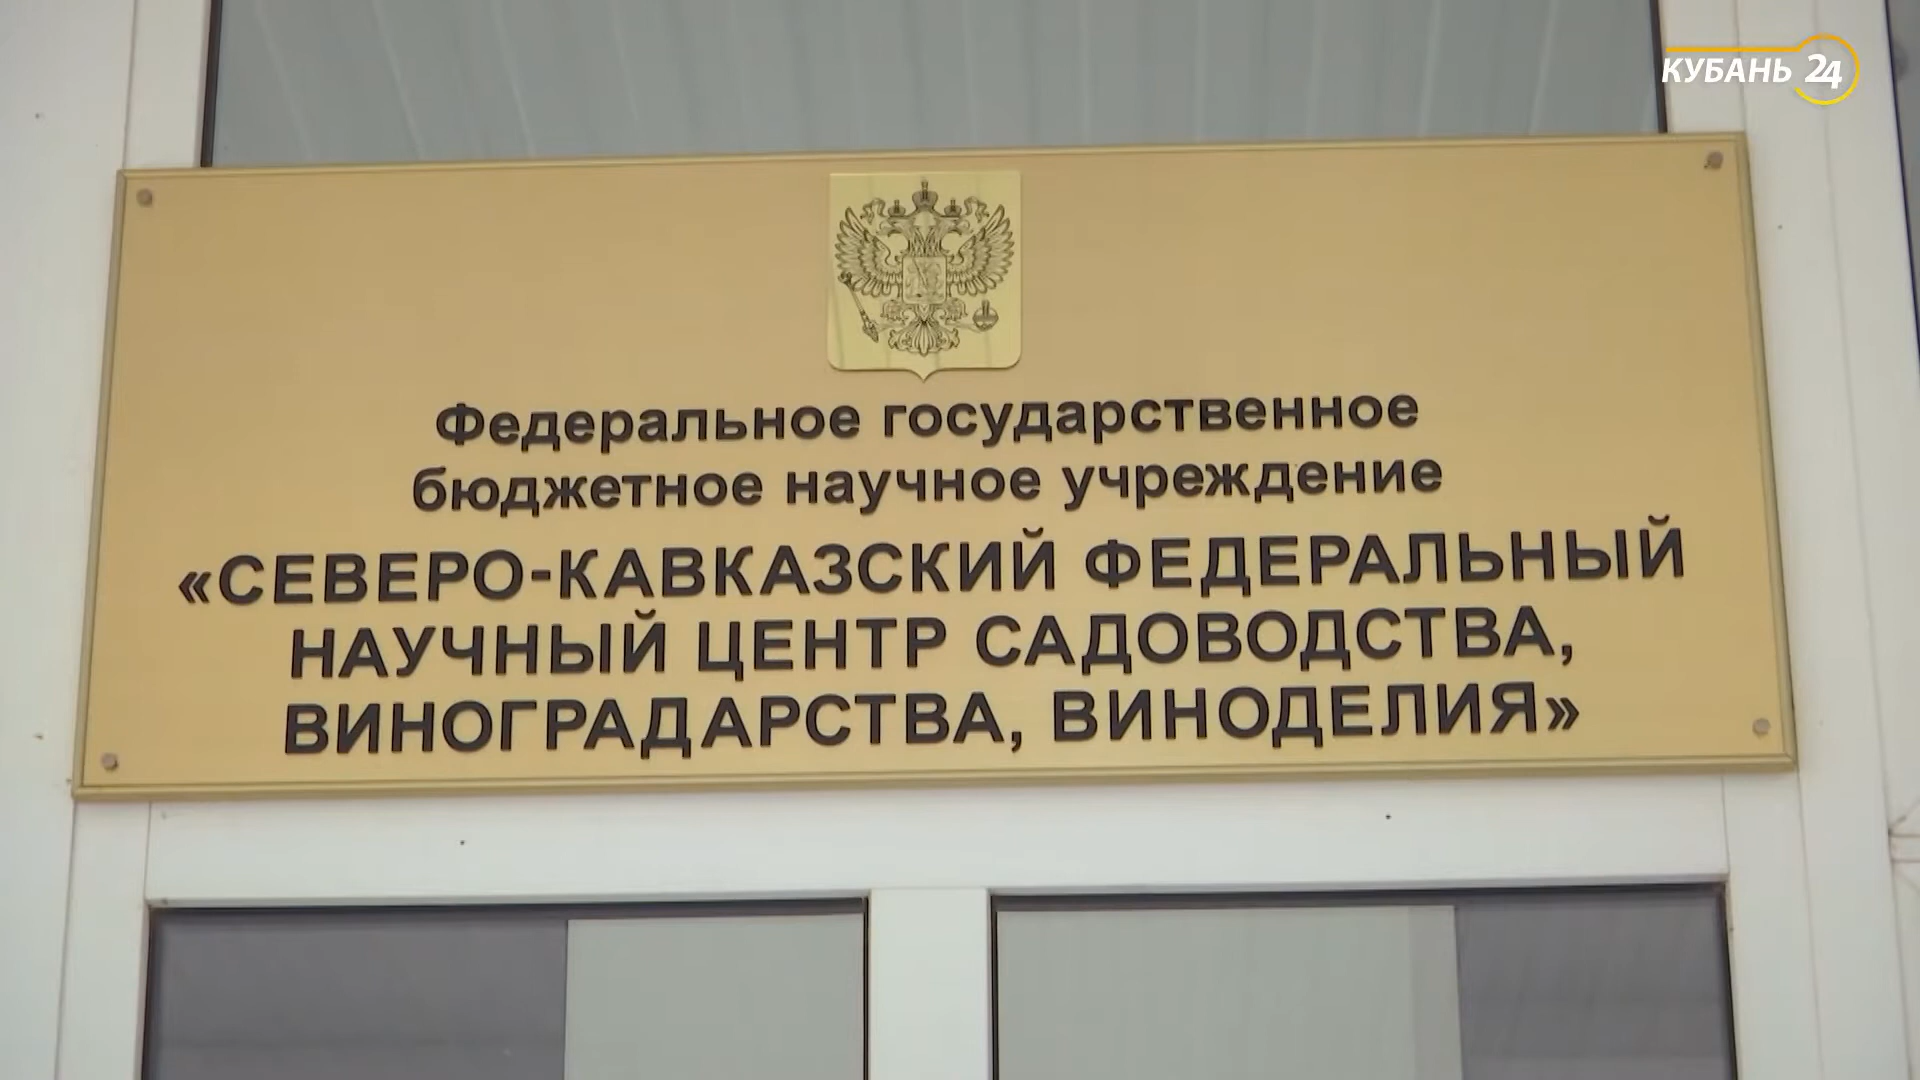 КУБАНЬ 24
Федеральное государственное
бюджетное научное учреждение
«СЕВЕРО-КАВКАЗСКИЙ ФЕДЕРАЛЬНЫЙ
НАУЧНЫЙ ЦЕНТР САДОВОДСТВА,
ВИНОГРАДАРСТВА, ВИНОДЕЛИЯ»